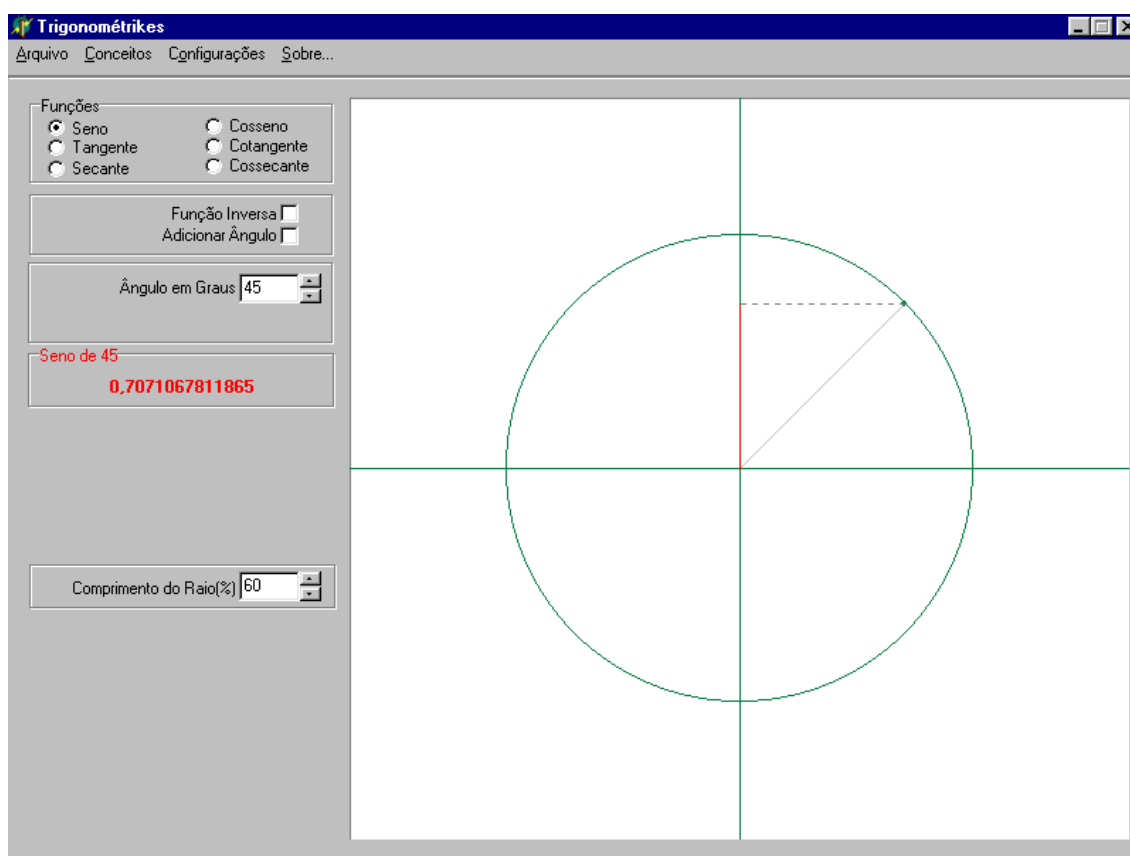 Trigonométrikes
Arquivo Conceitos Configurações Sobre...
Funções
Seno Cosseno
Tangente Cotangente
Secante Cossecante
Função Inversa
Adicionar Ângulo
Ângulo em Graus 45
Seno de 45
0,7071067811865
Comprimento do Raio(%) 60